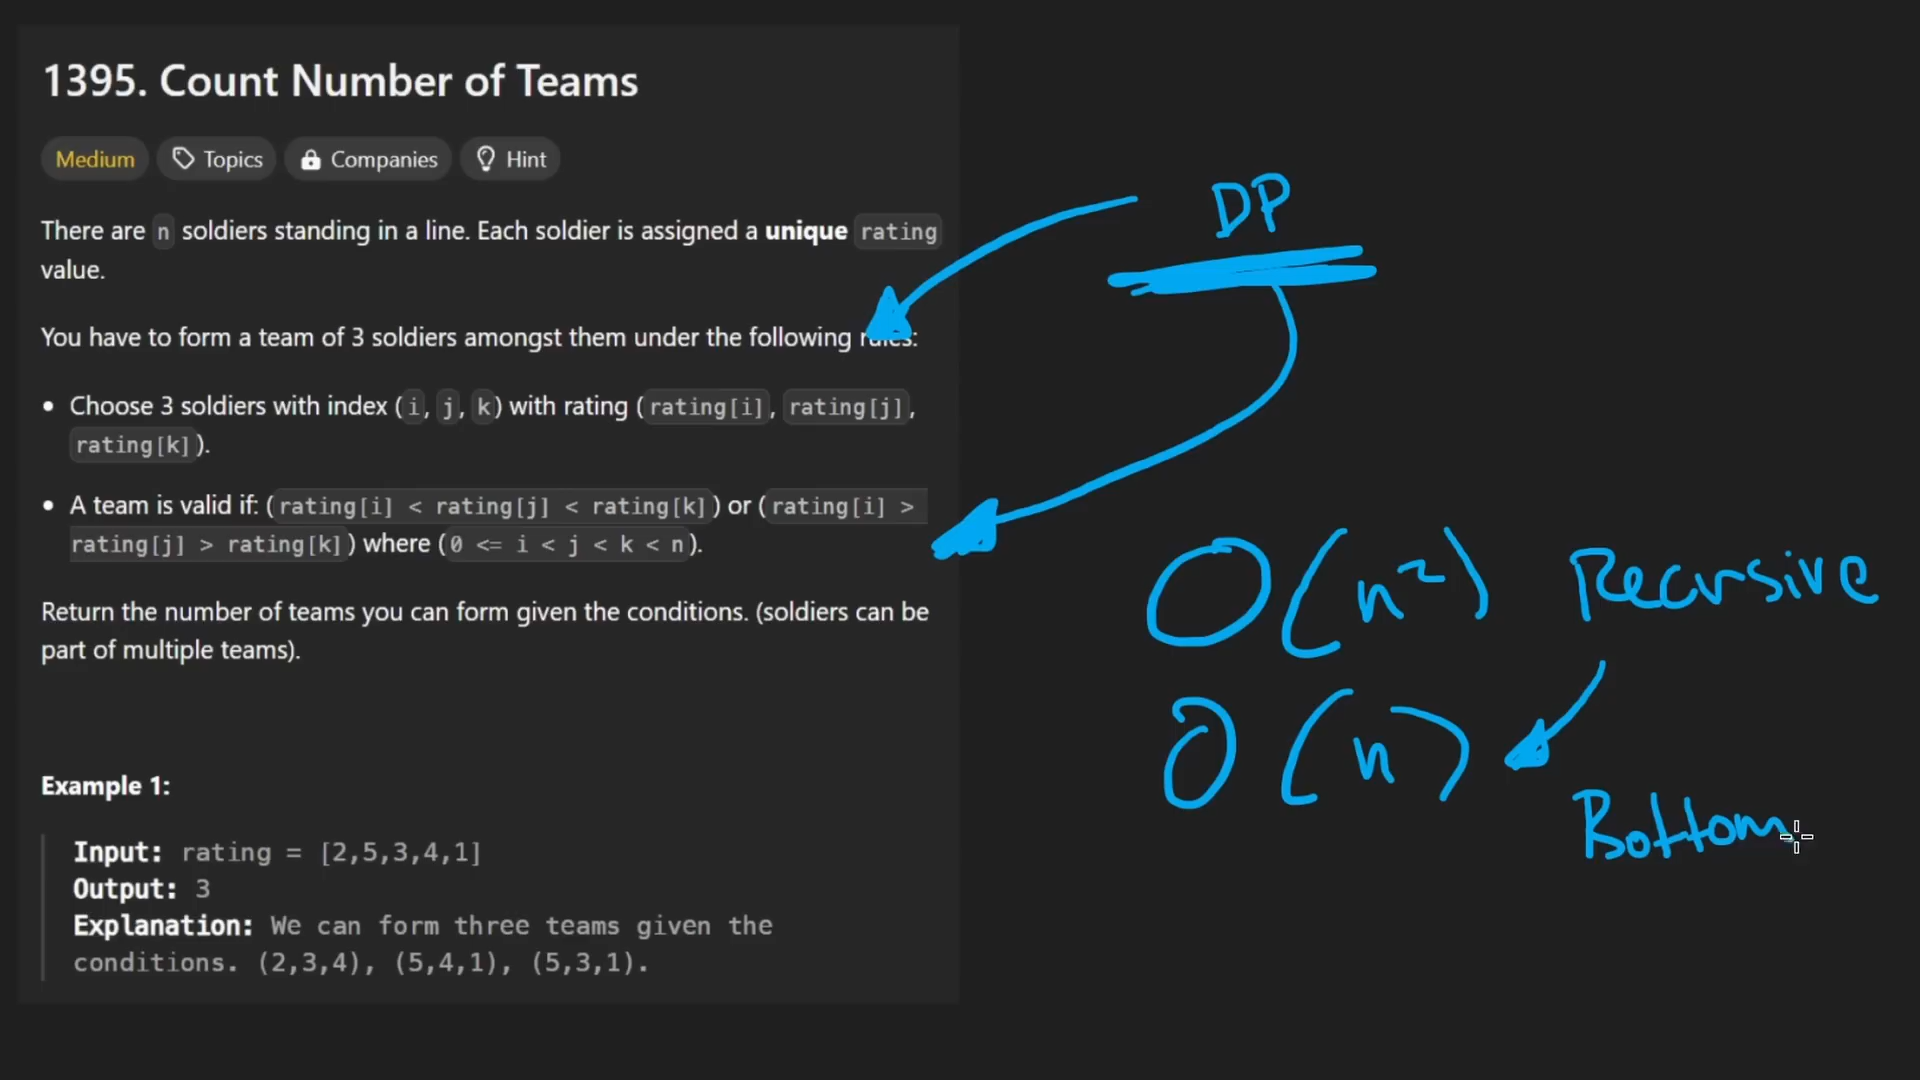 1395. Count Number of Teams
Medium Topics Companies Hint
There are n soldiers standing in a line. Each soldier is assigned a unique rating
value.
You have to form a team of 3 soldiers amongst them under the following rules:
Choose 3 soldiers with index (i, j, k) with rating (rating[i], rating[j],
rating[k]).
A team is valid if: (rating[i] < rating[j] < rating[k]) or (rating[i] >
rating[j] > rating[k]) where (0 <= i < j < k < n).
Return the number of teams you can form given the conditions. (soldiers can be
part of multiple teams).
Example 1:
Input: rating = [2,5,3,4,1]
Output: 3
Explanation: We can form three teams given the
conditions. (2,3,4), (5,4,1), (5,3,1).
DP
O(n²) Recursive
O(n)
Bottom